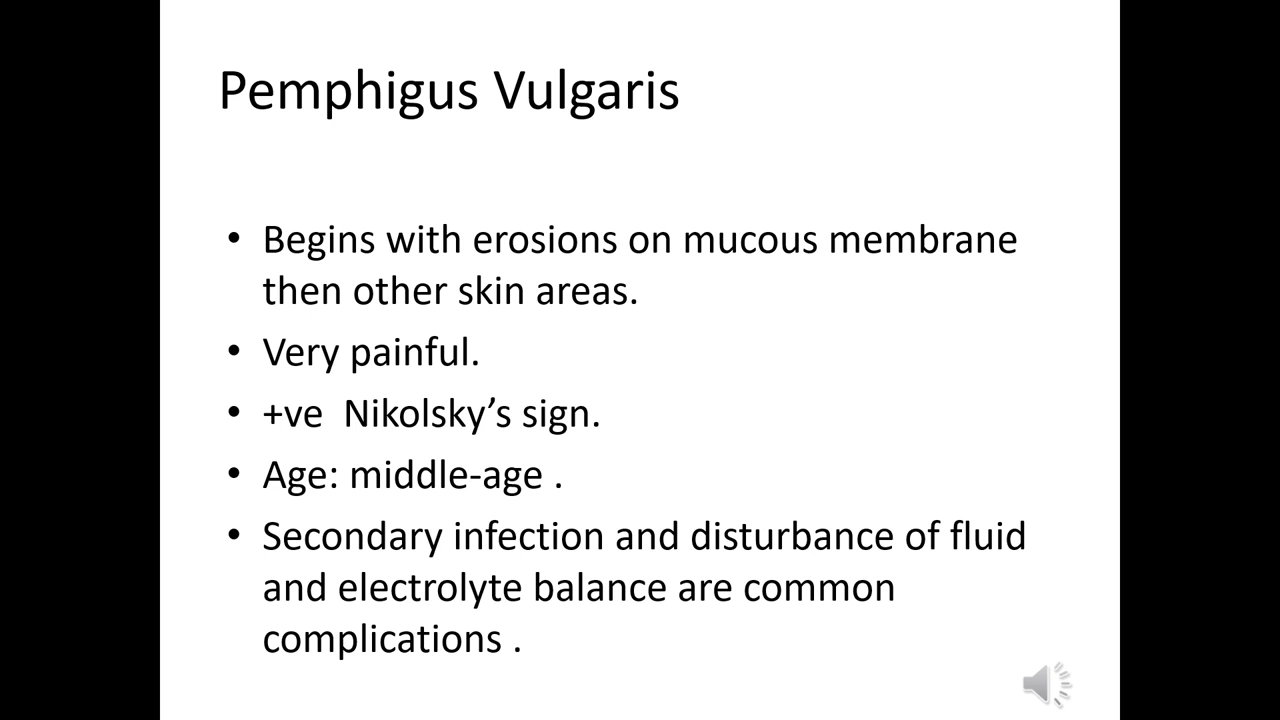 Pemphigus Vulgaris
• Begins with erosions on mucous membrane
then other skin areas.
• Very painful.
• +ve  Nikolsky’s sign.
• Age: middle-age .
• Secondary infection and disturbance of fluid
and electrolyte balance are common
complications .